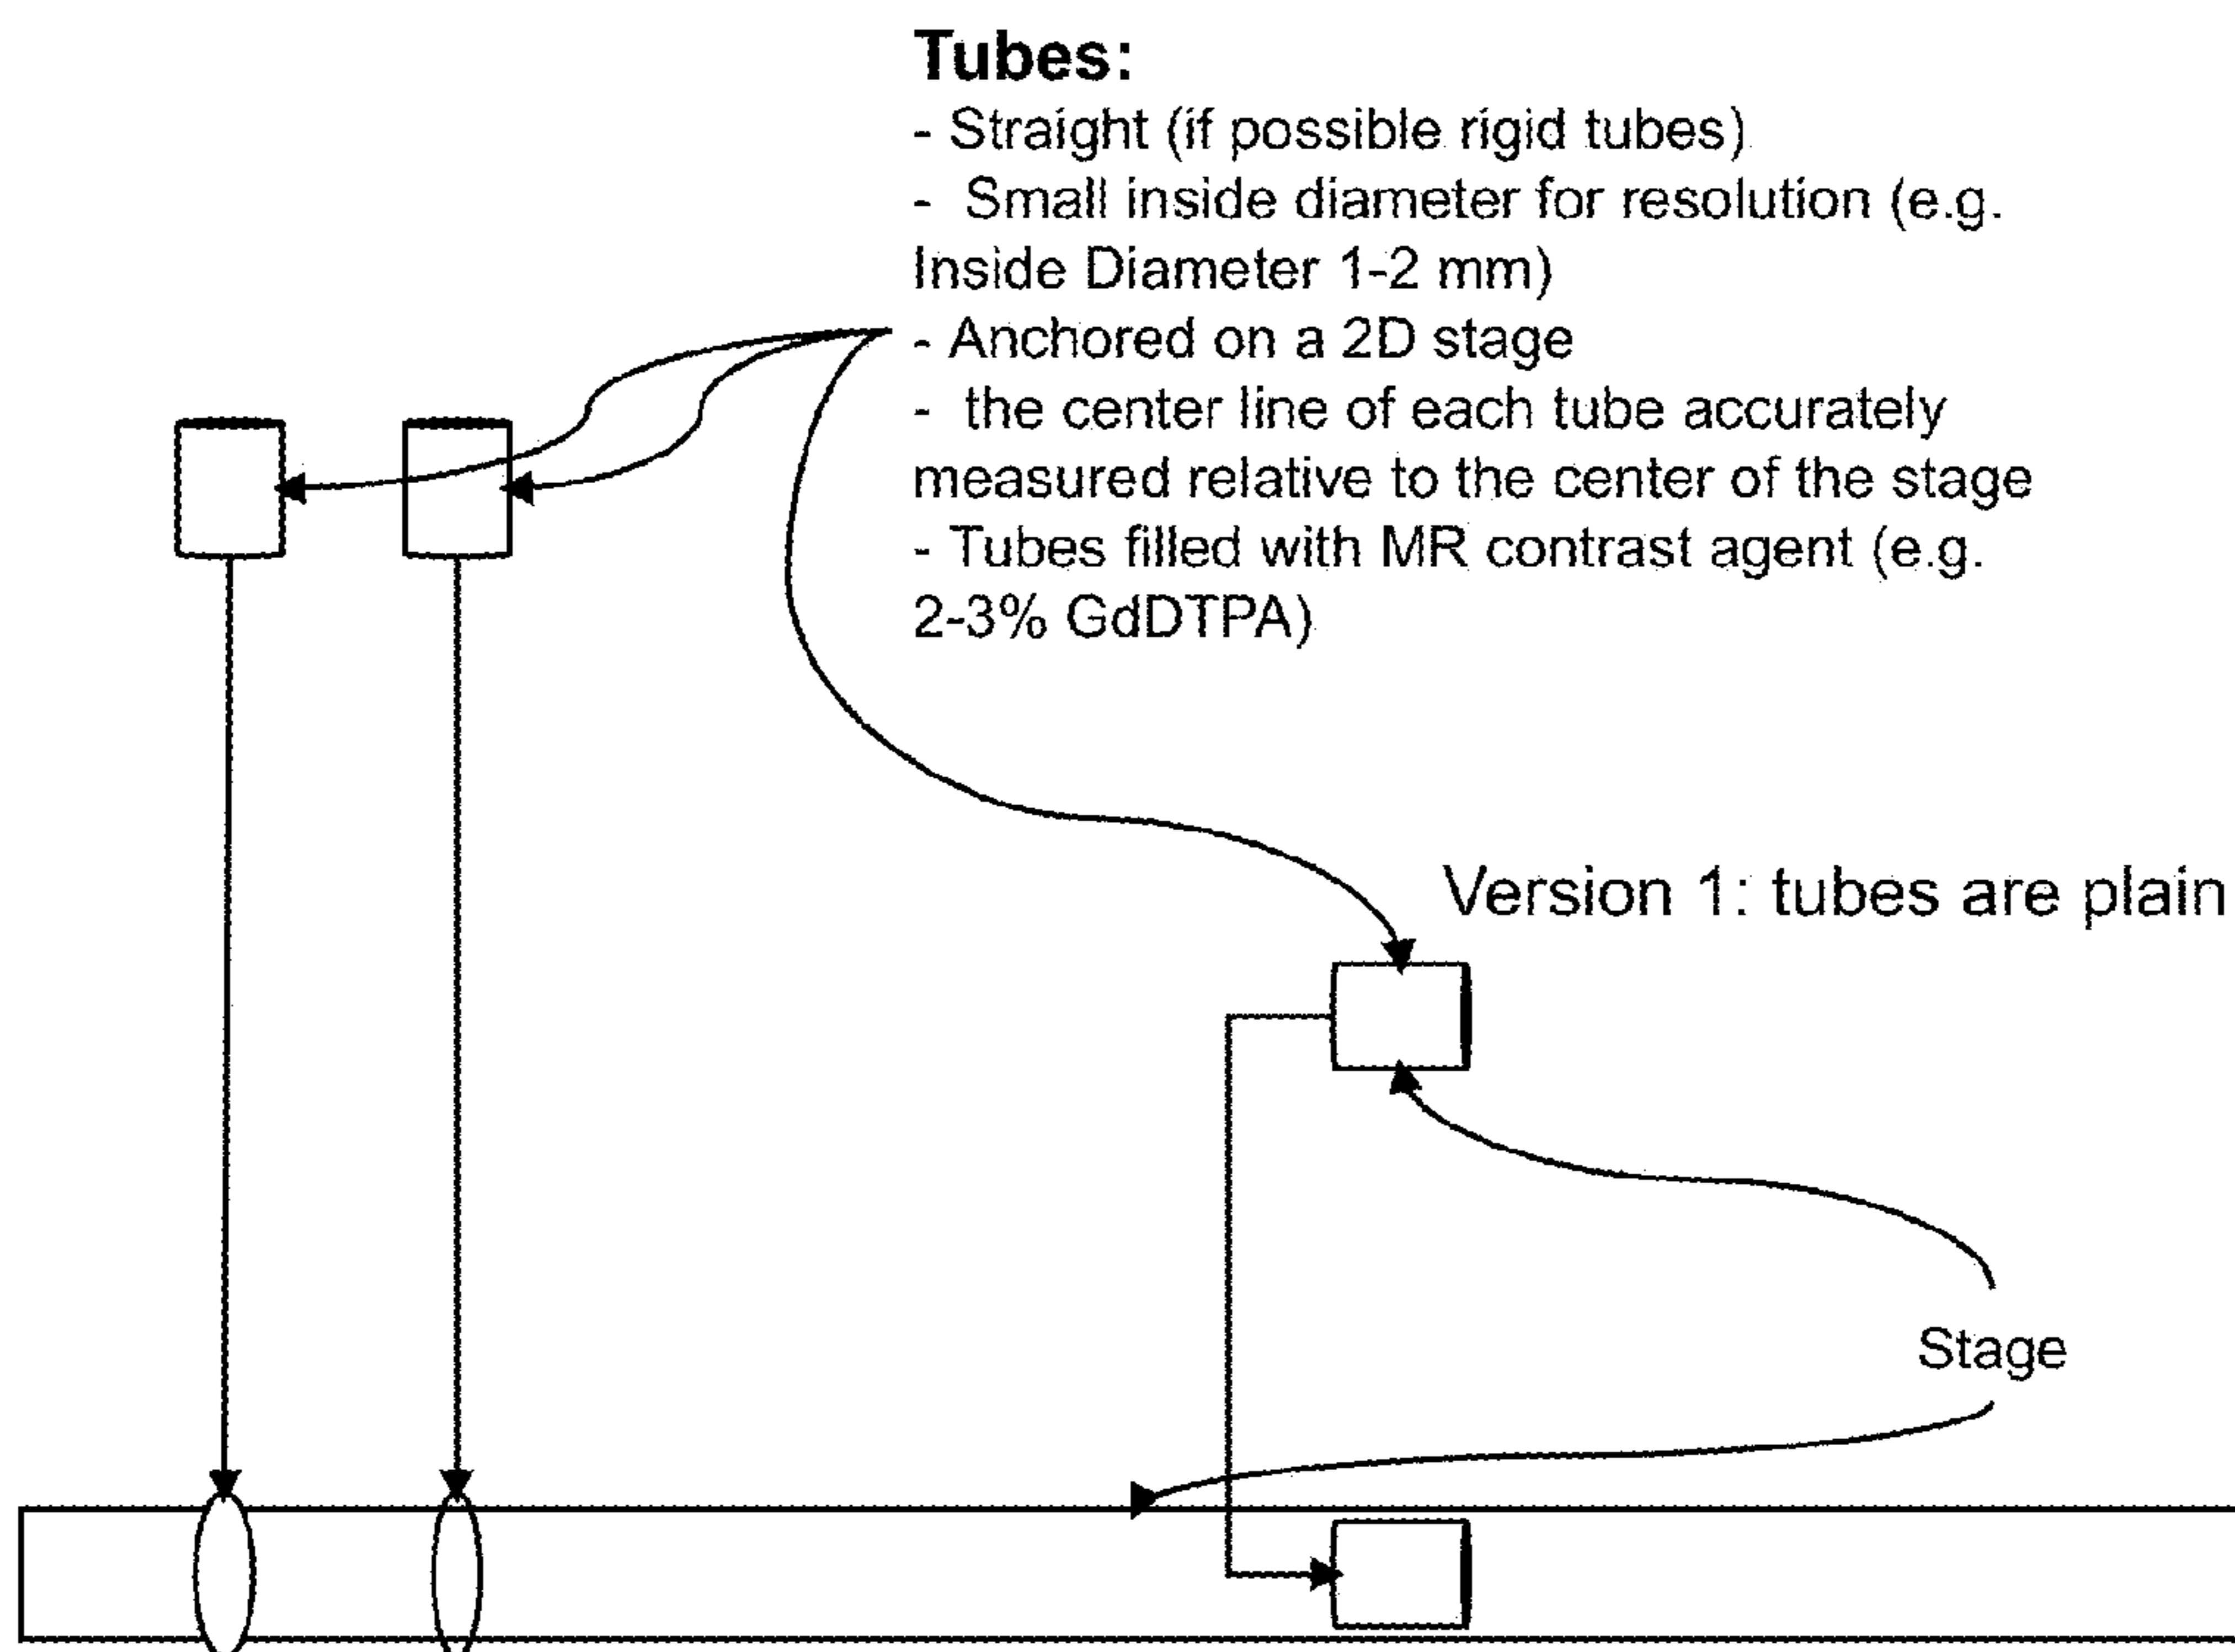 Tubes:
- Straight (if possible rigid tubes)
- Small inside diameter for resolution (e.g.
Inside Diameter 1-2 mm)
- Anchored on a 2D stage
- the center line of each tube accurately
measured relative to the center of the stage
- Tubes filled with MR contrast agent (e.g.
2-3% GdDTPA)
Version 1: tubes are plain
Stage